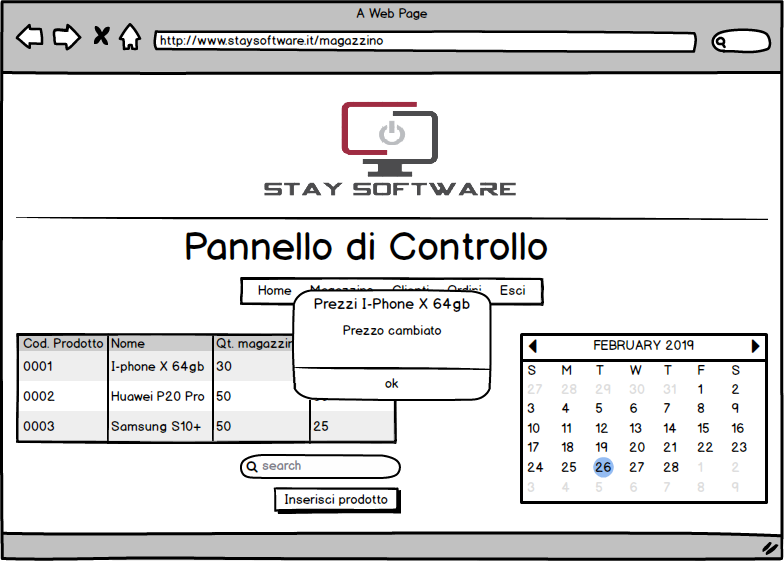 A Web Page
http://www.staysoftware.it/magazzino
STAY SOFTWARE
Pannello di Controllo
Home Magazzino Clienti Ordini Esci
Prezzi I-Phone X 64gb
Prezzo cambiato
ok
Cod. Prodotto Nome Qt. magazzin
0001 I-phone X 64gb 30
0002 Huawei P20 Pro 50
0003 Samsung S10+ 50 25
search
Inserisci prodotto
FEBRUARY 2019
S M T W T F S
27 28 29 30 31 1 2
3 4 5 6 7 8 9
10 11 12 13 14 15 16
17 18 19 20 21 22 23
24 25 26 27 28 1 2
3 4 5 6 7 8 9